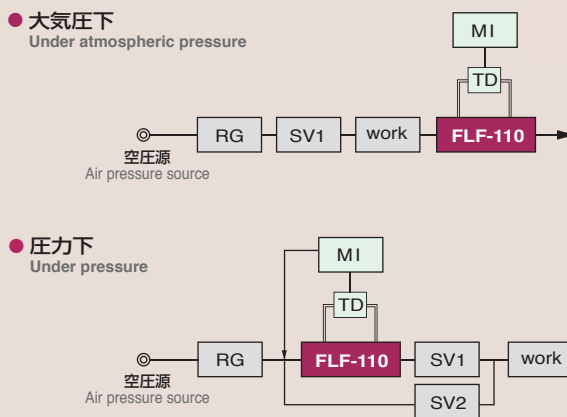 ● 大気圧下
Under atmospheric pressure
MI
TD
RG
SV1
work
FLF-110
空圧源
Air pressure source
● 圧力下
Under pressure
MI
TD
RG
FLF-110
SV1
work
空圧源
Air pressure source
SV2